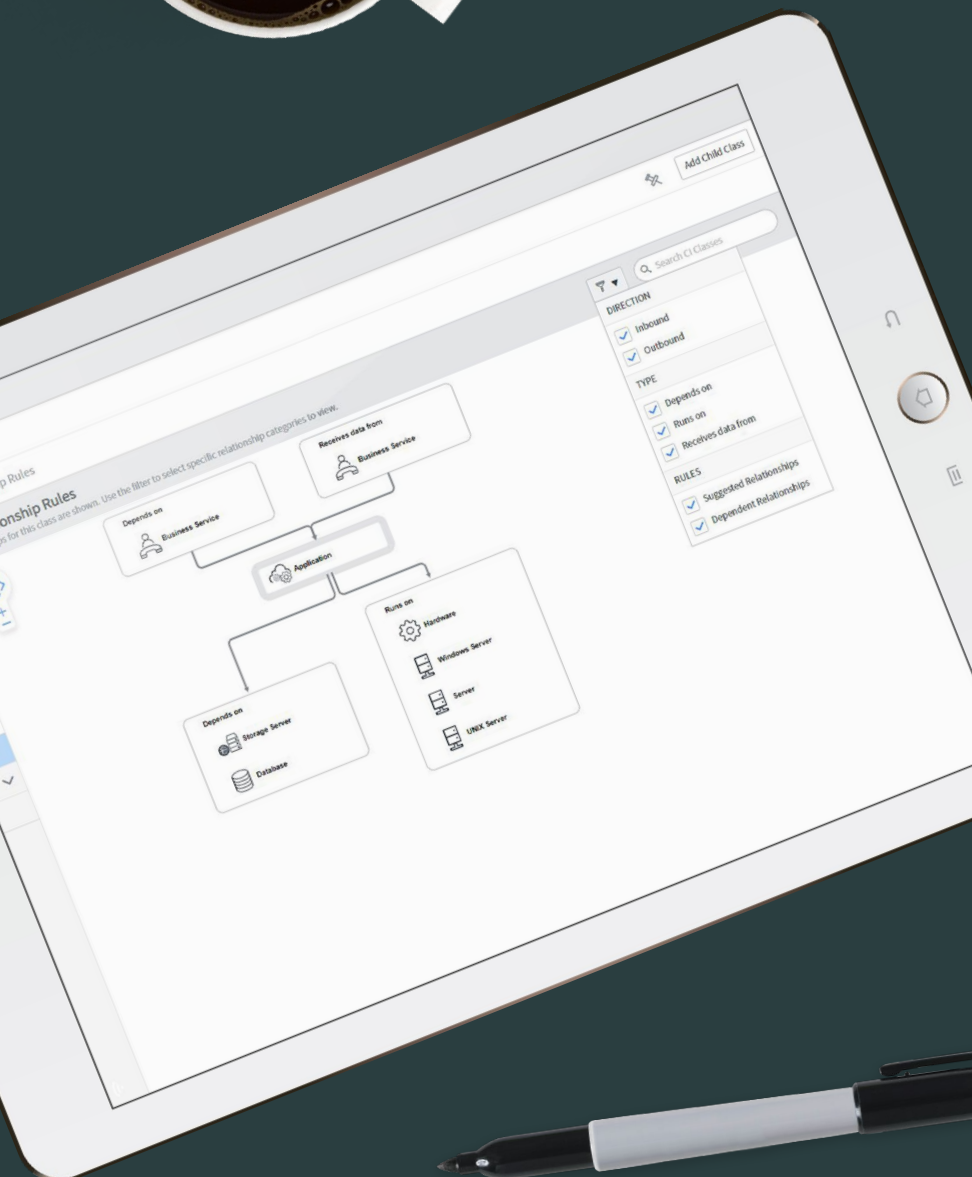 Add Child Class
Search CI Classes
DIRECTION
Inbound
Outbound
TYPE
Depends on
Runs on
Receives data from
RULES
Suggested Relationships
Dependent Relationships
Rules
Rules
for this class are shown. Use the filter to select specific relationship categories to view.
Depends on
Business Service
Receives data from
Business Service
Application
Depends on
Storage Server
Database
Runs on
Hardware
Windows Server
Server
UNIX Server